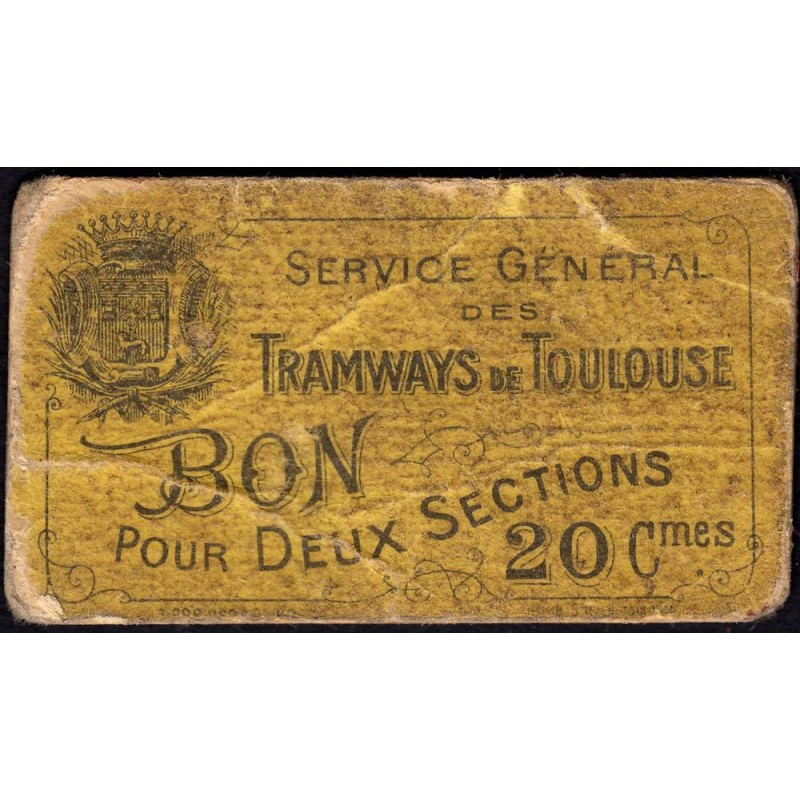 SERVICE GÉNÉRAL
DES
TRAMWAYS DE TOULOUSE
BON
POUR DEUX SECTIONS
20 Cmes